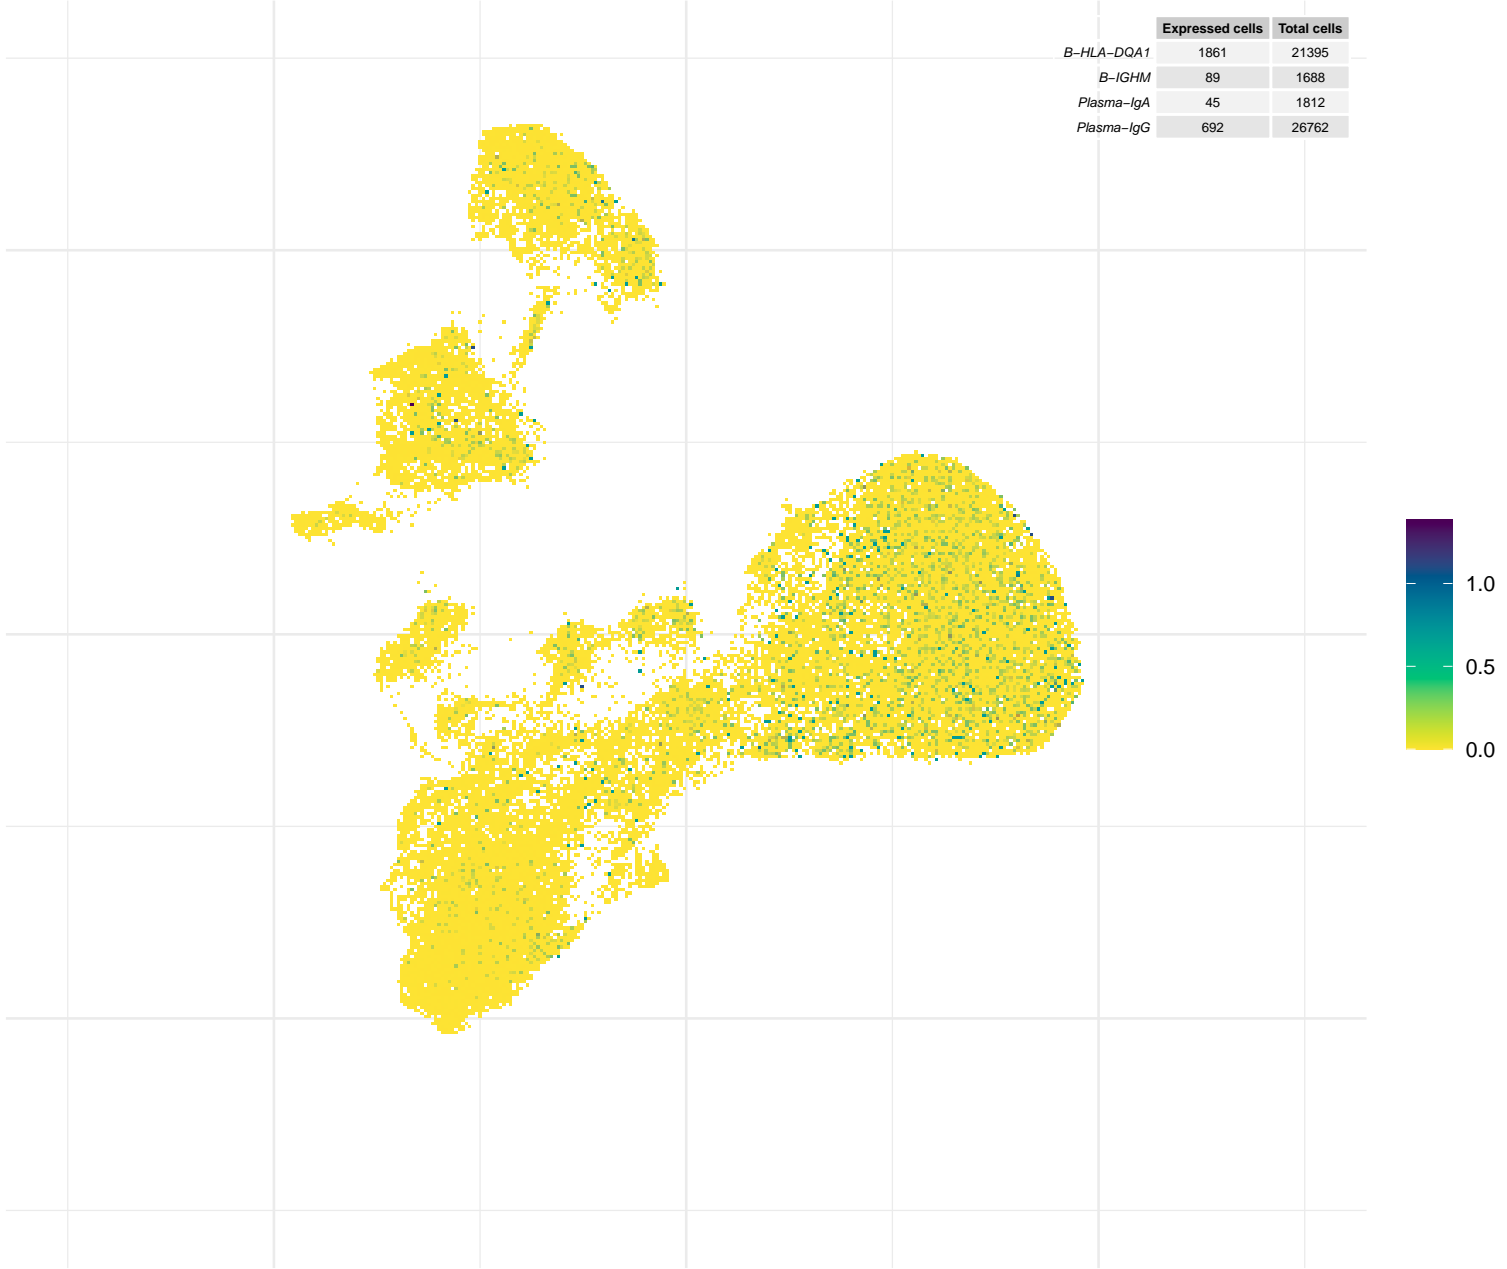 Expressed cells Total cells
B−HLA−DQA1 1861 21395
B−IGHM 89 1688
Plasma−IgA 45 1812
Plasma−IgG 692 26762
1.0
0.5
0.0